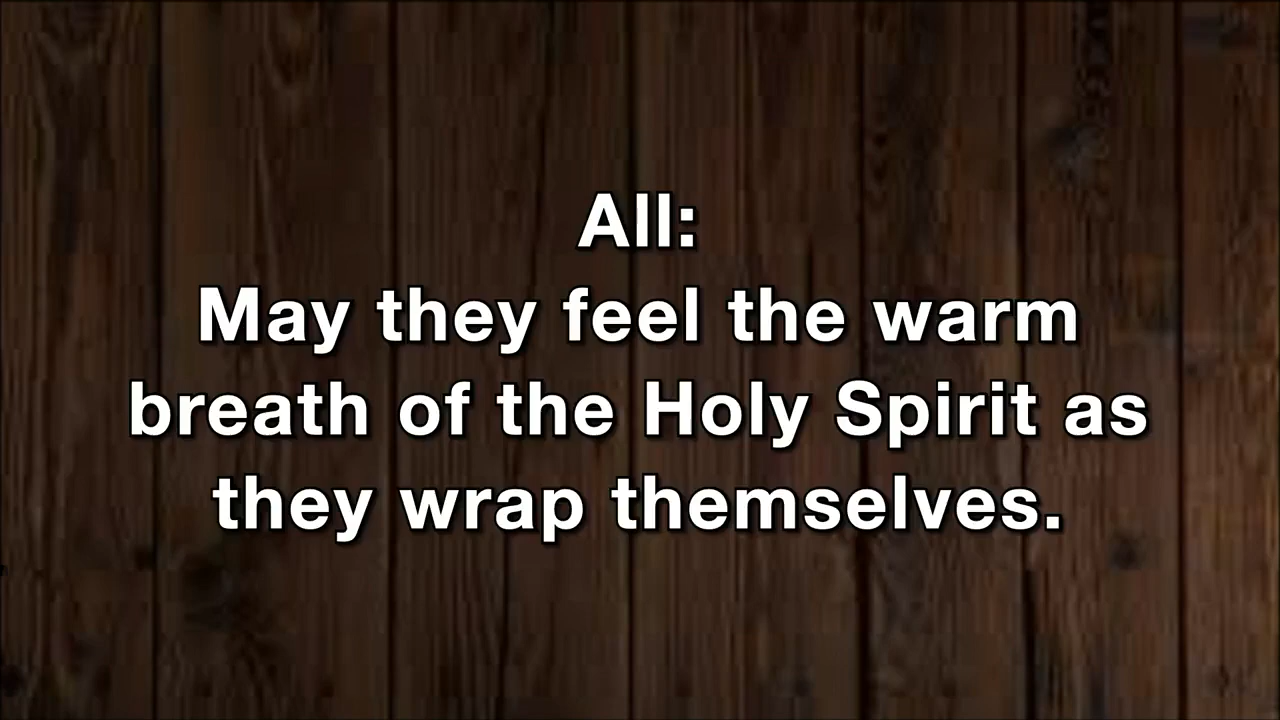 All:
May they feel the warm
breath of the Holy Spirit as
they wrap themselves.